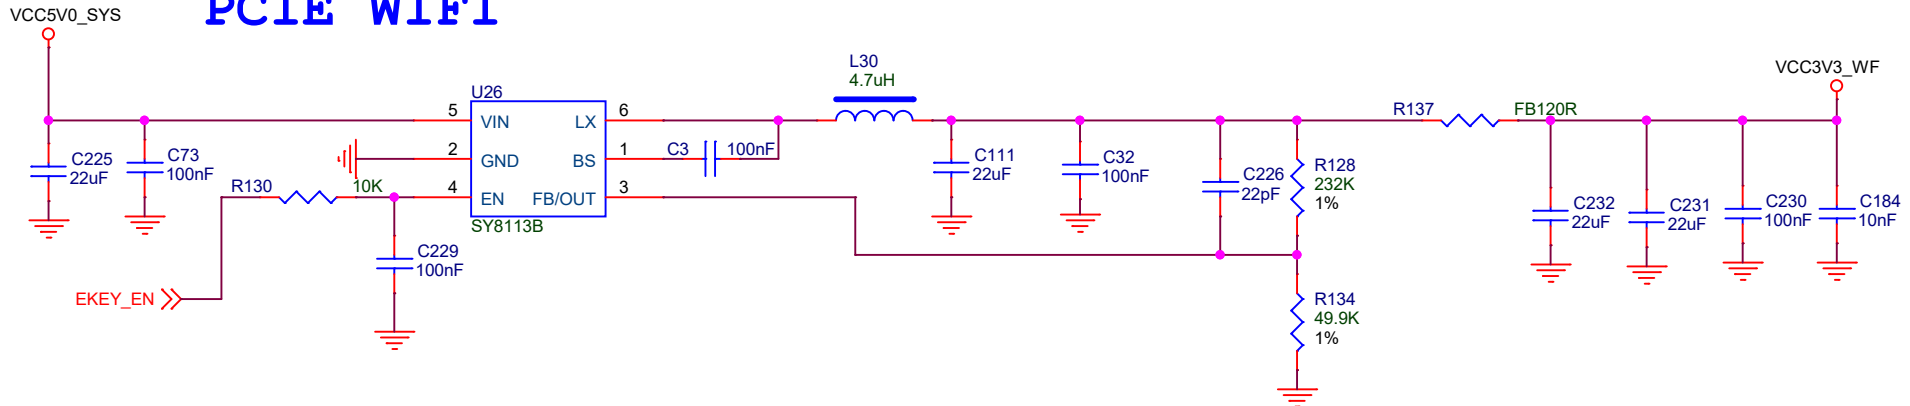 PCIE WIFI
VCC5V0_SYS
C225
22uF
C73
100nF
R130
10K
EKEY_EN
C229
100nF
U26
5
VIN
2
GND
4
EN
LX
6
BS
1
FB/OUT
3
SY8113B
C3
100nF
L30
4.7uH
C111
22uF
C32
100nF
C226
22pF
R128
232K
1%
R134
49.9K
1%
R137
FB120R
VCC3V3_WF
C232
22uF
C231
22uF
C230
100nF
C184
10nF